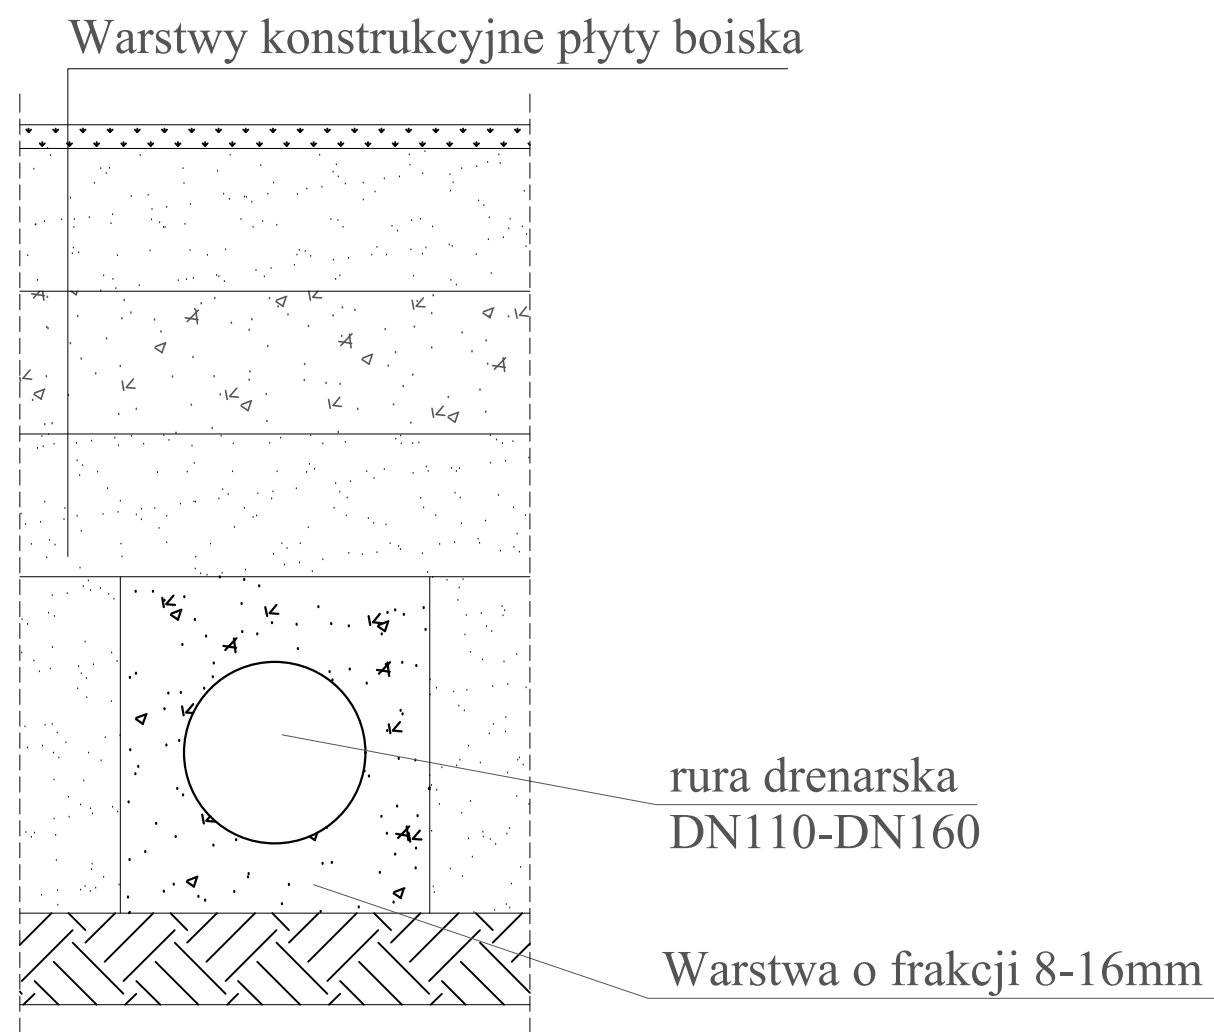 Warstwy konstrukcyjne płyty boiska
rura drenarska
DN110-DN160
Warstwa o frakcji 8-16mm